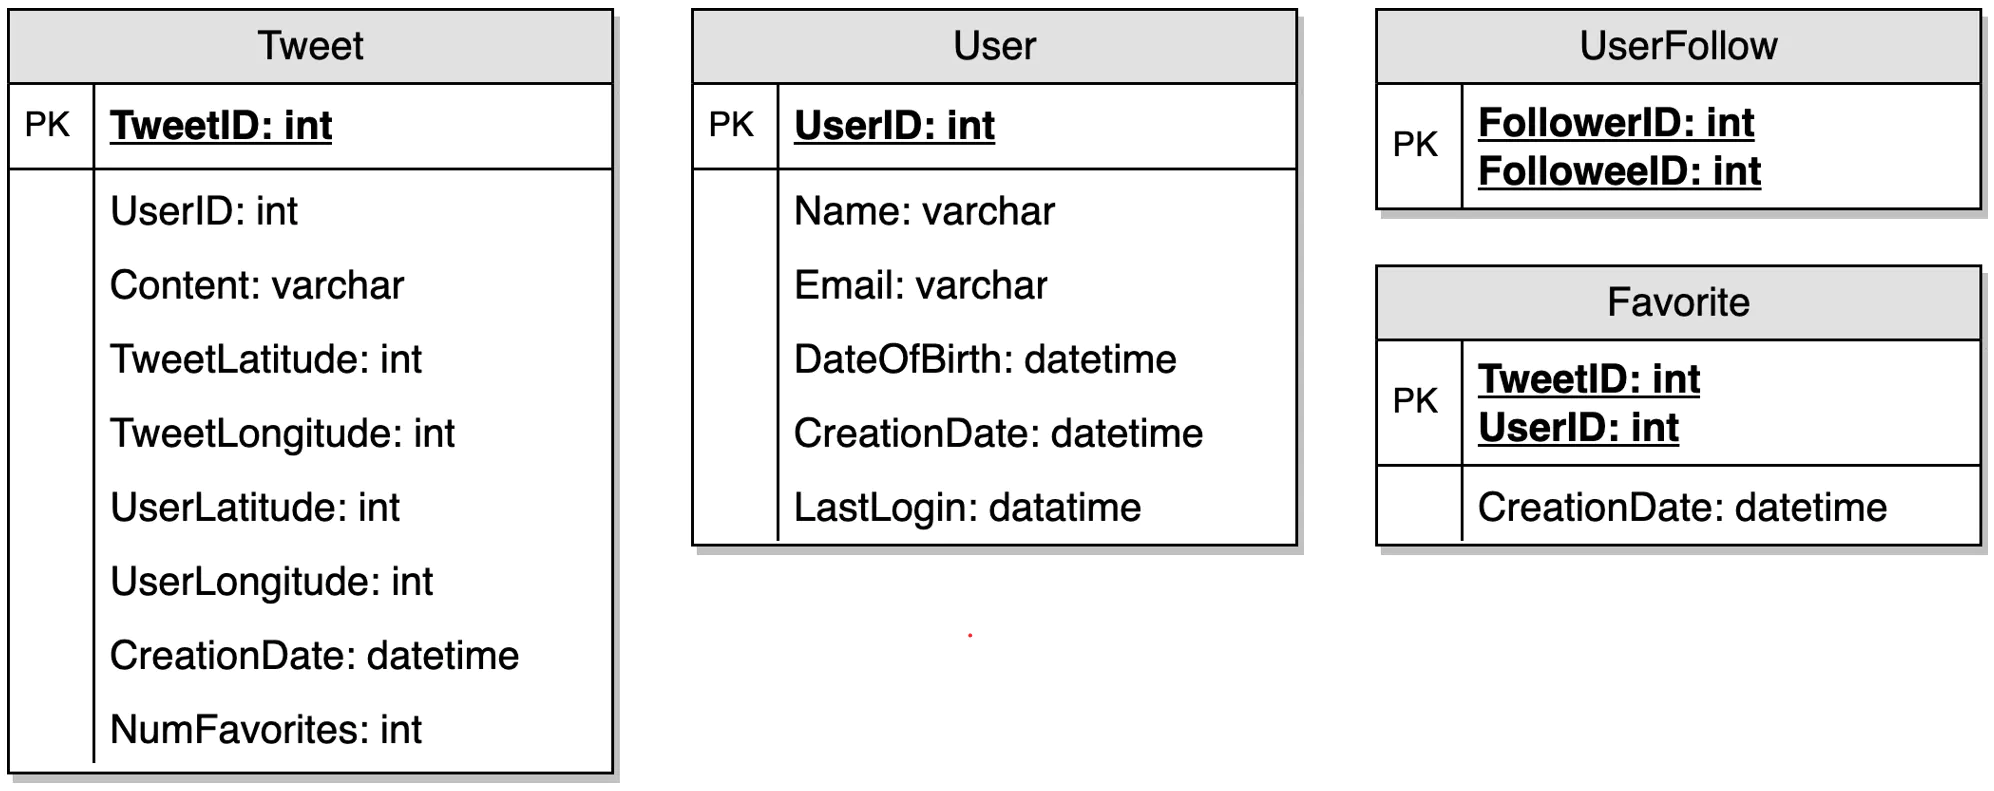 Tweet
PK
TweetID: int
UserID: int
Content: varchar
TweetLatitude: int
TweetLongitude: int
UserLatitude: int
UserLongitude: int
CreationDate: datetime
NumFavorites: int
User
PK
UserID: int
Name: varchar
Email: varchar
DateOfBirth: datetime
CreationDate: datetime
LastLogin: datatime
UserFollow
PK
FollowerID: int
FolloweeID: int
Favorite
PK
TweetID: int
UserID: int
CreationDate: datetime